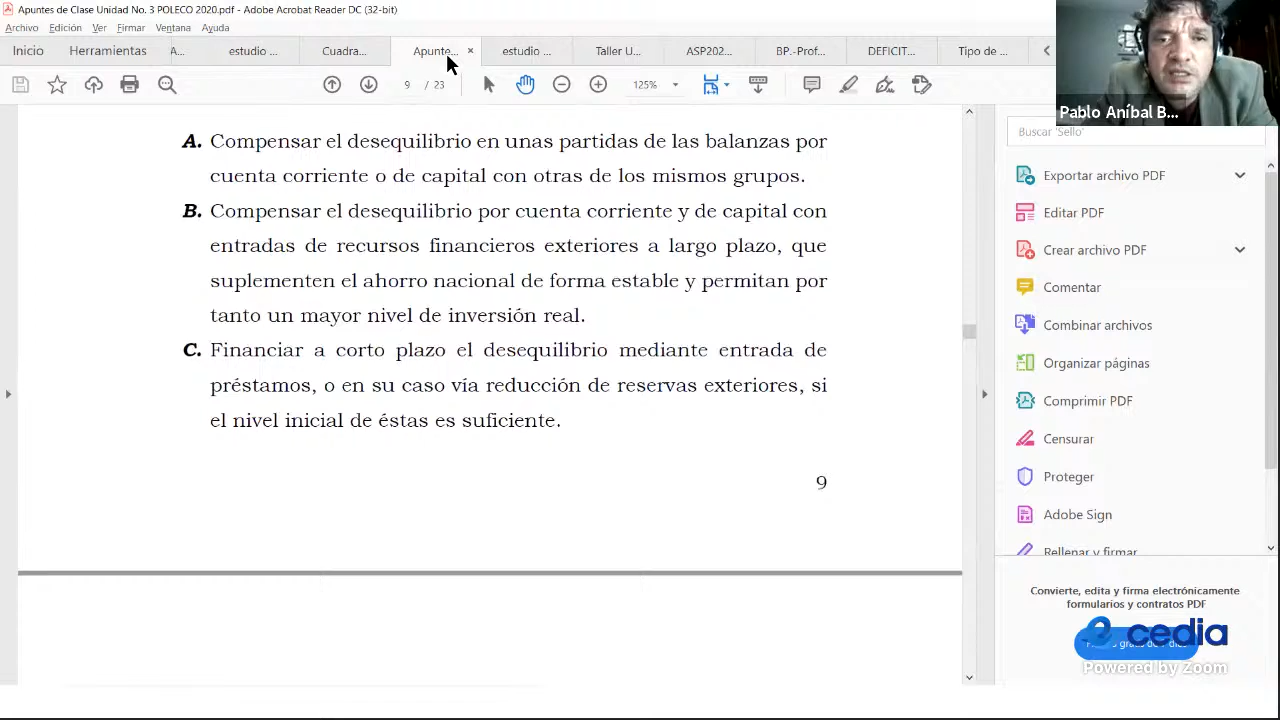 Apuntes de Clase Unidad No. 3 POLECO 2020.pdf - Adobe Acrobat Reader DC (32-bit)
Archivo Edición Ver Firmar Ventana Ayuda
Inicio Herramientas A... estudio ... Cuadra... Apunte... × estudio ... Taller U... ASP202... BP.-Prof... DEFICIT... Tipo de ...
9 / 23 125%
Pablo Aníbal B...
Buscar 'Sello'
A. Compensar el desequilibrio en unas partidas de las balanzas por
cuenta corriente o de capital con otras de los mismos grupos.
B. Compensar el desequilibrio por cuenta corriente y de capital con
entradas de recursos financieros exteriores a largo plazo, que
suplementen el ahorro nacional de forma estable y permitan por
tanto un mayor nivel de inversión real.
C. Financiar a corto plazo el desequilibrio mediante entrada de
préstamos, o en su caso vía reducción de reservas exteriores, si
el nivel inicial de éstas es suficiente.
9
Exportar archivo PDF
Editar PDF
Crear archivo PDF
Comentar
Combinar archivos
Organizar páginas
Comprimir PDF
Censurar
Proteger
Adobe Sign
Rellenar y firmar
Convierte, edita y firma electrónicamente
formularios y contratos PDF
cedia
Powered by Zoom